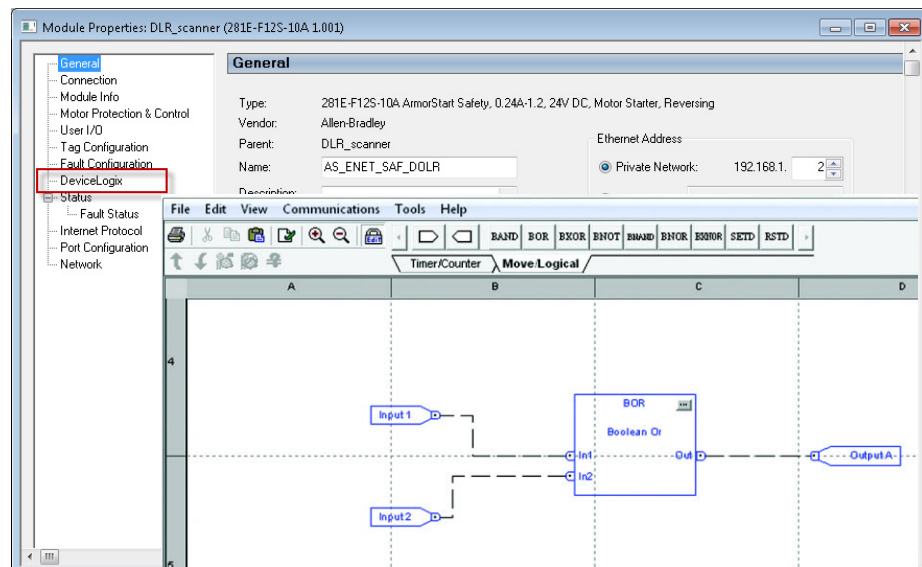 Module Properties: DLR_scanner (281E-F12S-10A 1.001)
General
Connection
Module Info
Motor Protection & Control
User I/O
Tag Configuration
Fault Configuration
DeviceLogix
Status
Fault Status
Internet Protocol
Port Configuration
Network
General
Type: 281E-F12S-10A ArmorStart Safety, 0.24A-1.2, 24V DC, Motor Starter, Reversing
Vendor: Allen-Bradley
Parent: DLR_scanner
Name: AS_ENET_SAF_DOLR
Description:
Ethernet Address
Private Network: 192.168.1. 2
File Edit View Communications Tools Help
BAND BOR BXOR BNOT BNAND BNOR BXNOR SETD RSTD
Timer/Counter Move/Logical
A B C D
4
Input 1
BOR
Boolean Or
In1 Out
Output A
In2
Input 2
5